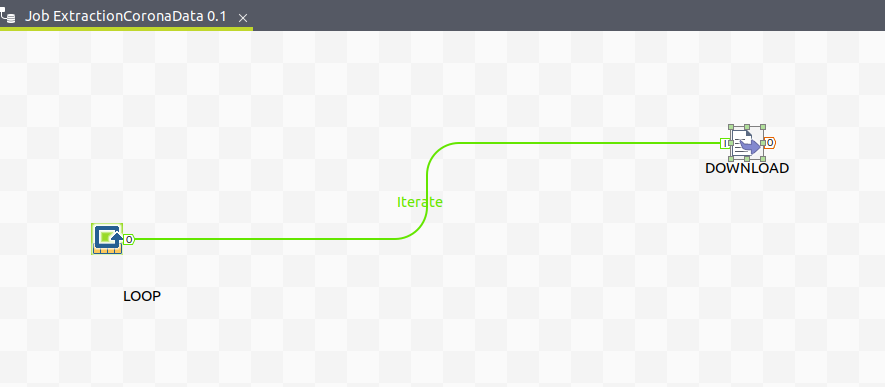 Job ExtractionCoronaData 0.1
I
O
DOWNLOAD
Iterate
O
LOOP